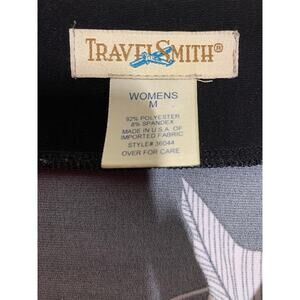 TRAVELSMITH®
WOMENS
M
92% POLYESTER
8% SPANDEX
MADE IN U.S.A. OF
IMPORTED FABRIC
STYLE# 36044
OVER FOR CARE